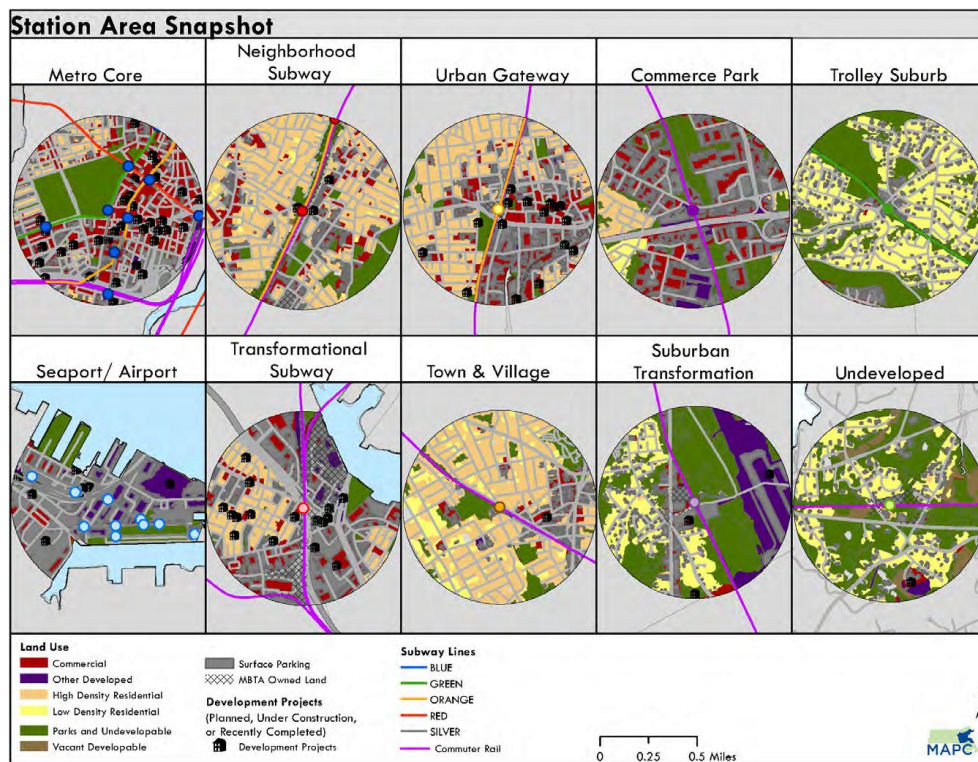 Station Area Snapshot
Metro Core
Neighborhood
Subway
Urban Gateway
Commerce Park
Trolley Suburb
Seaport/ Airport
Transformational
Subway
Town & Village
Suburban
Transformation
Undeveloped
Land Use
Commercial
Other Developed
High Density Residential
Low Density Residential
Parks and Undevelopable
Vacant Developable
Surface Parking
MBTA Owned Land
Development Projects
(Planned, Under Construction,
or Recently Completed)
Development Projects
Subway Lines
BLUE
GREEN
ORANGE
RED
SILVER
Commuter Rail
0 0.25 0.5 Miles
MAPC